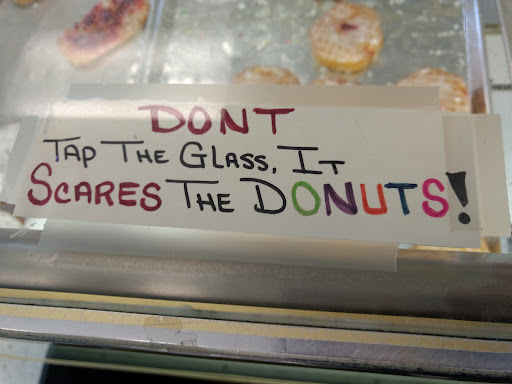 DONT
TAP THE GLASS, IT
SCARES THE DONUTS!